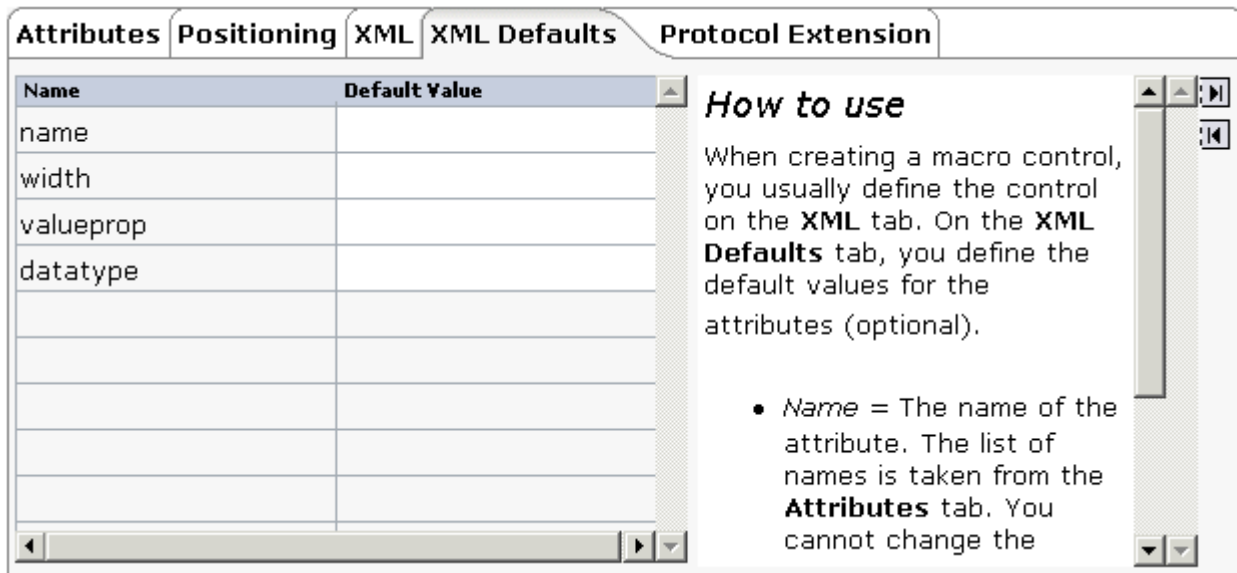 Attributes Positioning XML XML Defaults Protocol Extension
Name Default Value
name
width
valueprop
datatype
How to use
When creating a macro control,
you usually define the control
on the XML tab. On the XML
Defaults tab, you define the
default values for the
attributes (optional).
• Name = The name of the
attribute. The list of
names is taken from the
Attributes tab. You
cannot change the